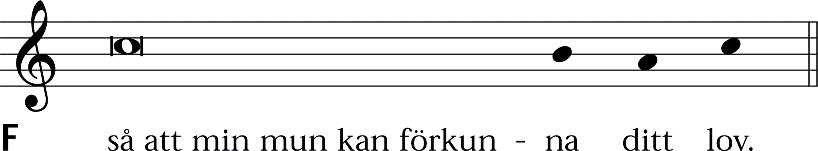 F så att min mun kan förkun - na ditt lov.